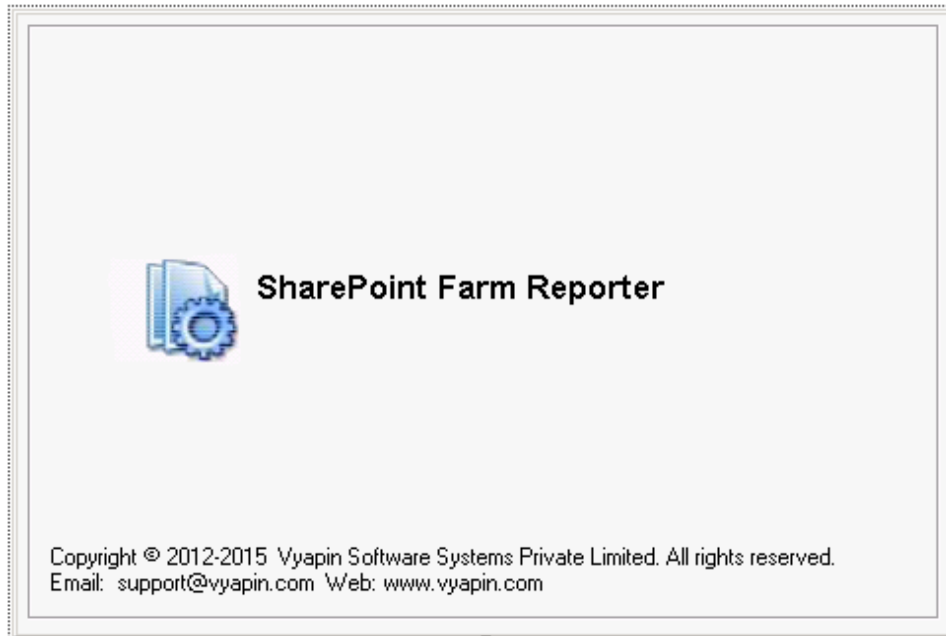 SharePoint Farm Reporter
Copyright © 2012-2015 Vyapin Software Systems Private Limited. All rights reserved.
Email: support@vyapin.com Web: www.vyapin.com